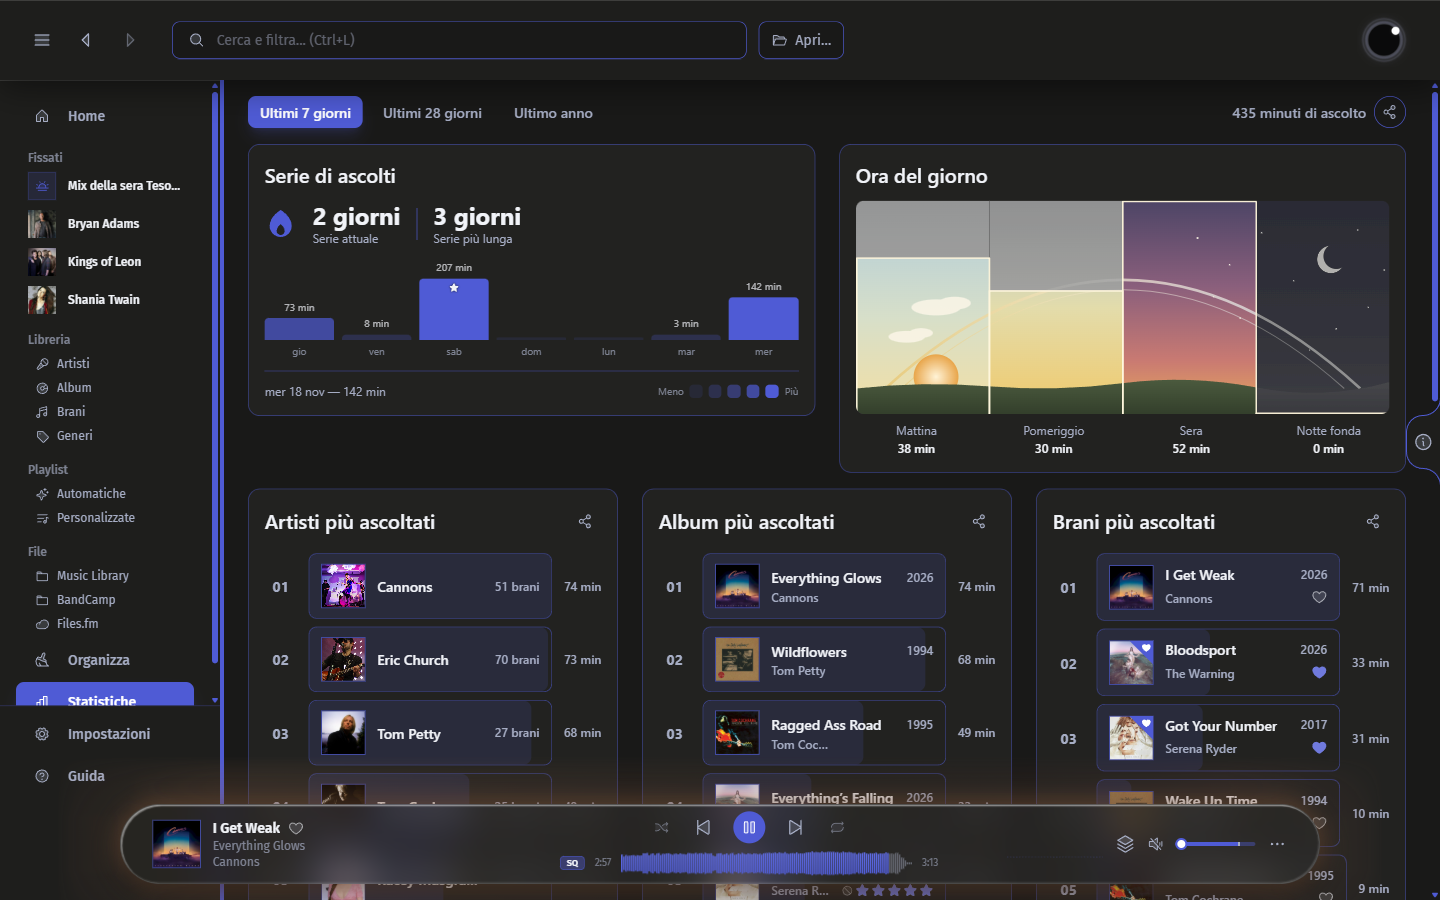 Cerca e filtra... (Ctrl+L)
Apri...
Home
Fissati
Mix della sera Teso...
Bryan Adams
Kings of Leon
Shania Twain
Libreria
Artisti
Album
Brani
Generi
Playlist
Automatiche
Personalizzate
File
Music Library
BandCamp
Files.fm
Organizza
Statistiche
Impostazioni
Guida
Ultimi 7 giorni
Ultimi 28 giorni
Ultimo anno
435 minuti di ascolto
Serie di ascolti
2 giorni
Serie attuale
3 giorni
Serie più lunga
73 min
8 min
207 min
3 min
142 min
gio
ven
sab
dom
lun
mar
mer
mer 18 nov — 142 min
Meno
Più
Ora del giorno
Mattina
38 min
Pomeriggio
30 min
Sera
52 min
Notte fonda
0 min
Artisti più ascoltati
01
Cannons
51 brani
74 min
02
Eric Church
70 brani
73 min
03
Tom Petty
27 brani
68 min
Album più ascoltati
01
Everything Glows
2026
Cannons
74 min
02
Wildflowers
1994
Tom Petty
68 min
03
Ragged Ass Road
1995
Tom Coc...
49 min
Everything's Falling
2026
Serena R...
Brani più ascoltati
01
I Get Weak
2026
Cannons
71 min
02
Bloodsport
2026
The Warning
33 min
03
Got Your Number
2017
Serena Ryder
31 min
Wake Up Time
1994
10 min
05
1995
Tom Cochrane
9 min
I Get Weak
Everything Glows
Cannons
SQ
2:57
3:13